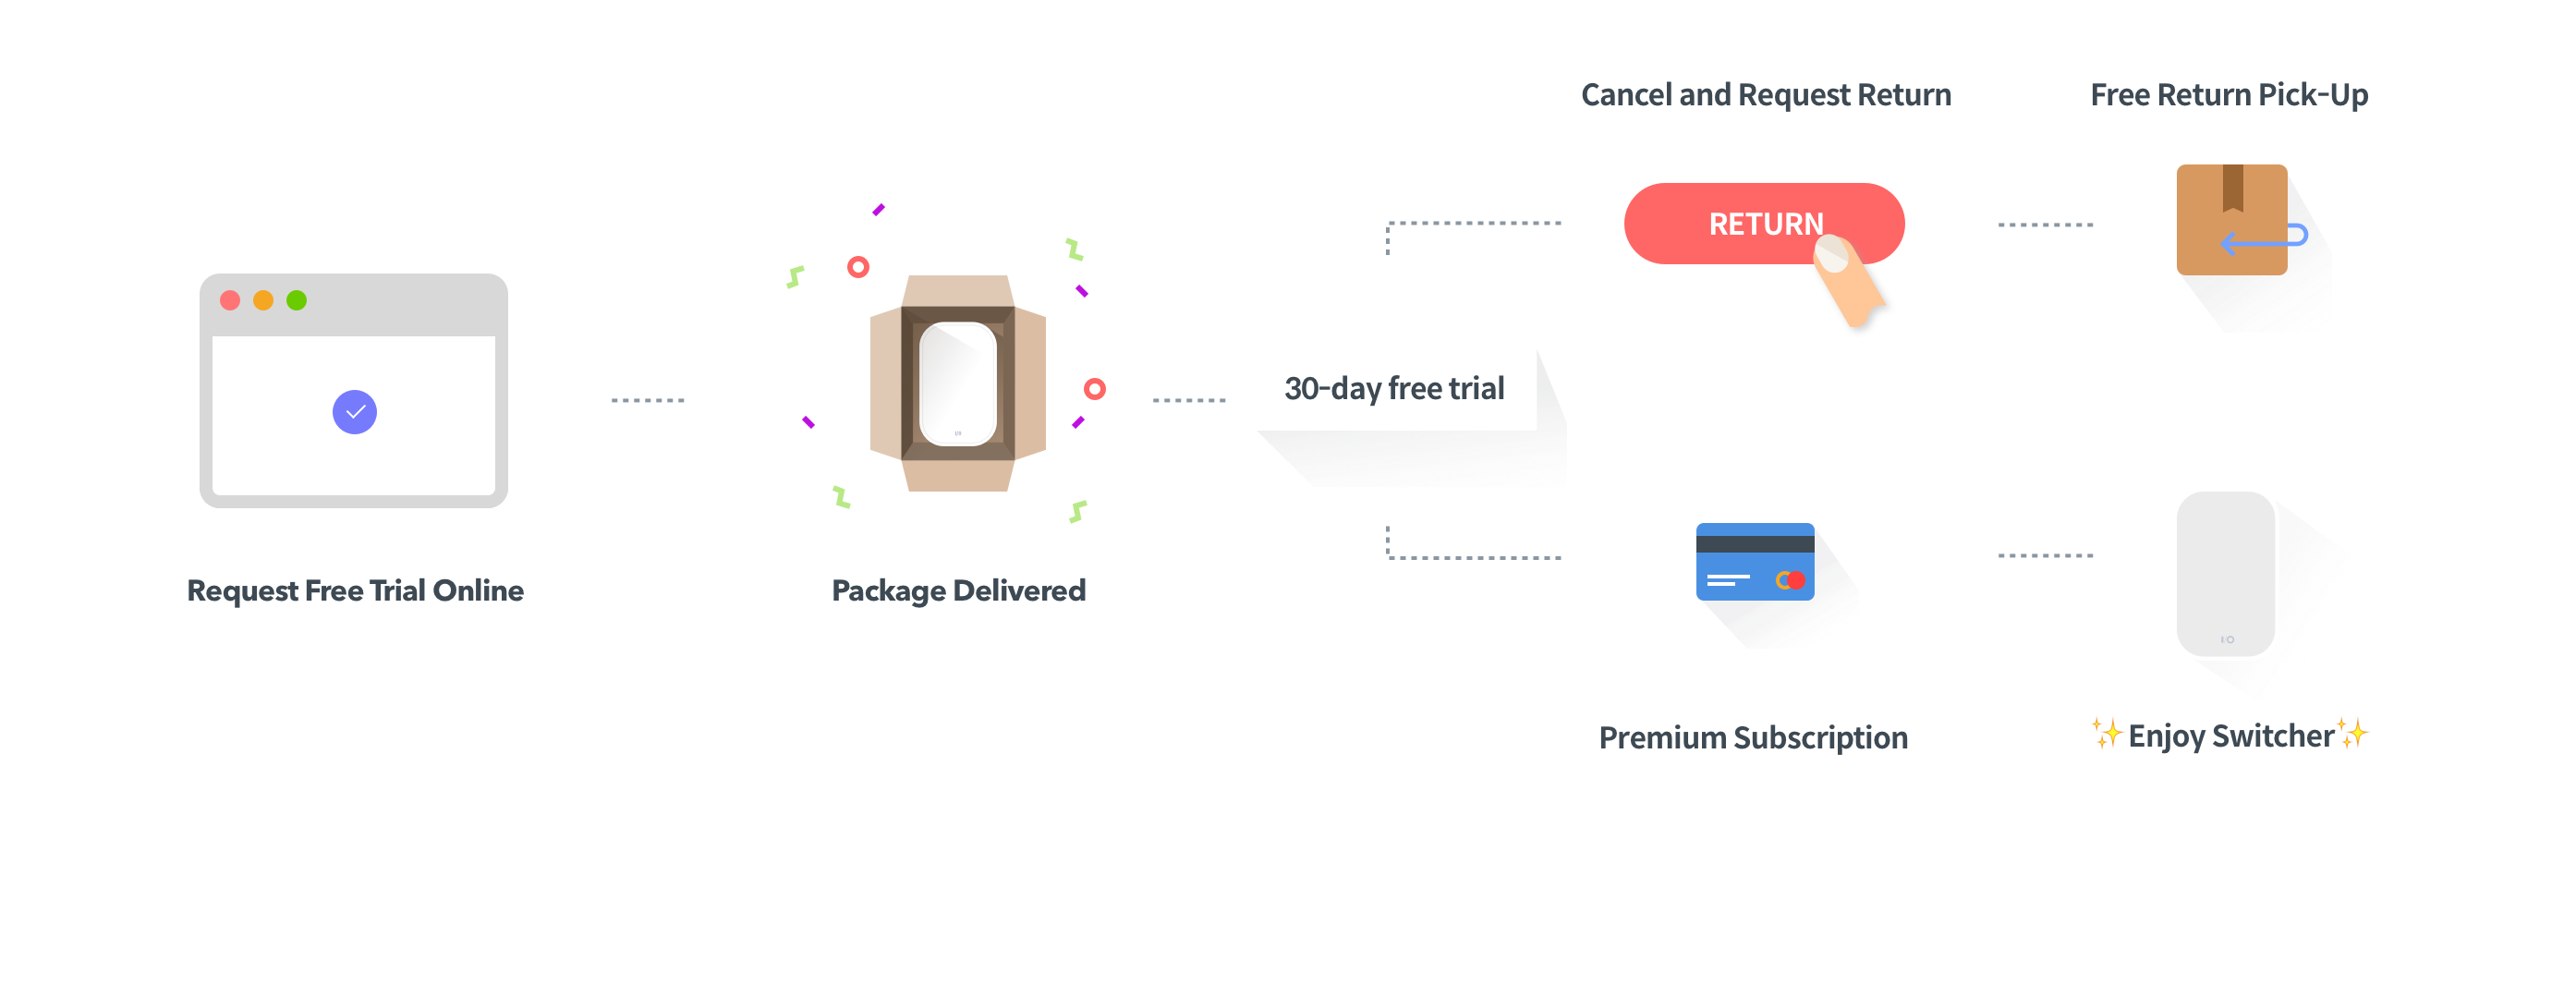 Cancel and Request Return
Free Return Pick-Up
RETURN
30-day free trial
Request Free Trial Online
Package Delivered
Premium Subscription
✨Enjoy Switcher✨